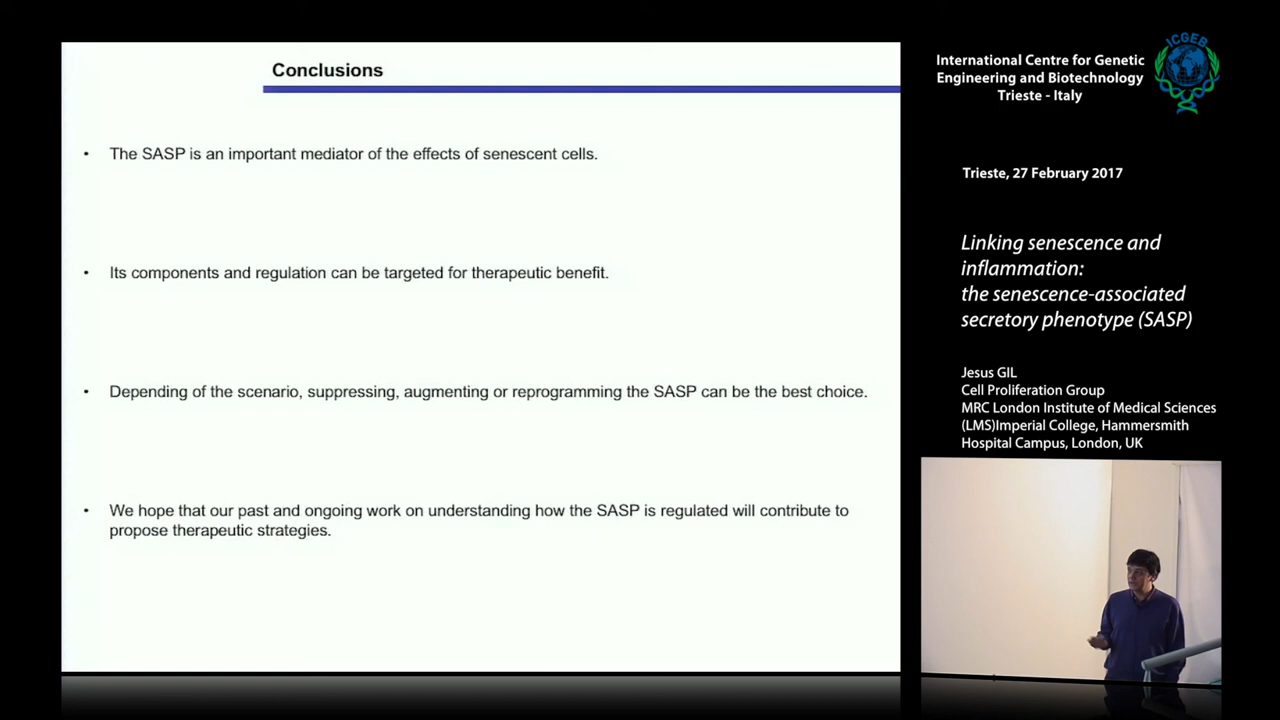 Conclusions
• The SASP is an important mediator of the effects of senescent cells.
• Its components and regulation can be targeted for therapeutic benefit.
• Depending of the scenario, suppressing, augmenting or reprogramming the SASP can be the best choice.
• We hope that our past and ongoing work on understanding how the SASP is regulated will contribute to
propose therapeutic strategies.
ICGEB
International Centre for Genetic
Engineering and Biotechnology
Trieste - Italy
Trieste, 27 February 2017
Linking senescence and
inflammation:
the senescence-associated
secretory phenotype (SASP)
Jesus GIL
Cell Proliferation Group
MRC London Institute of Medical Sciences
(LMS)Imperial College, Hammersmith
Hospital Campus, London, UK